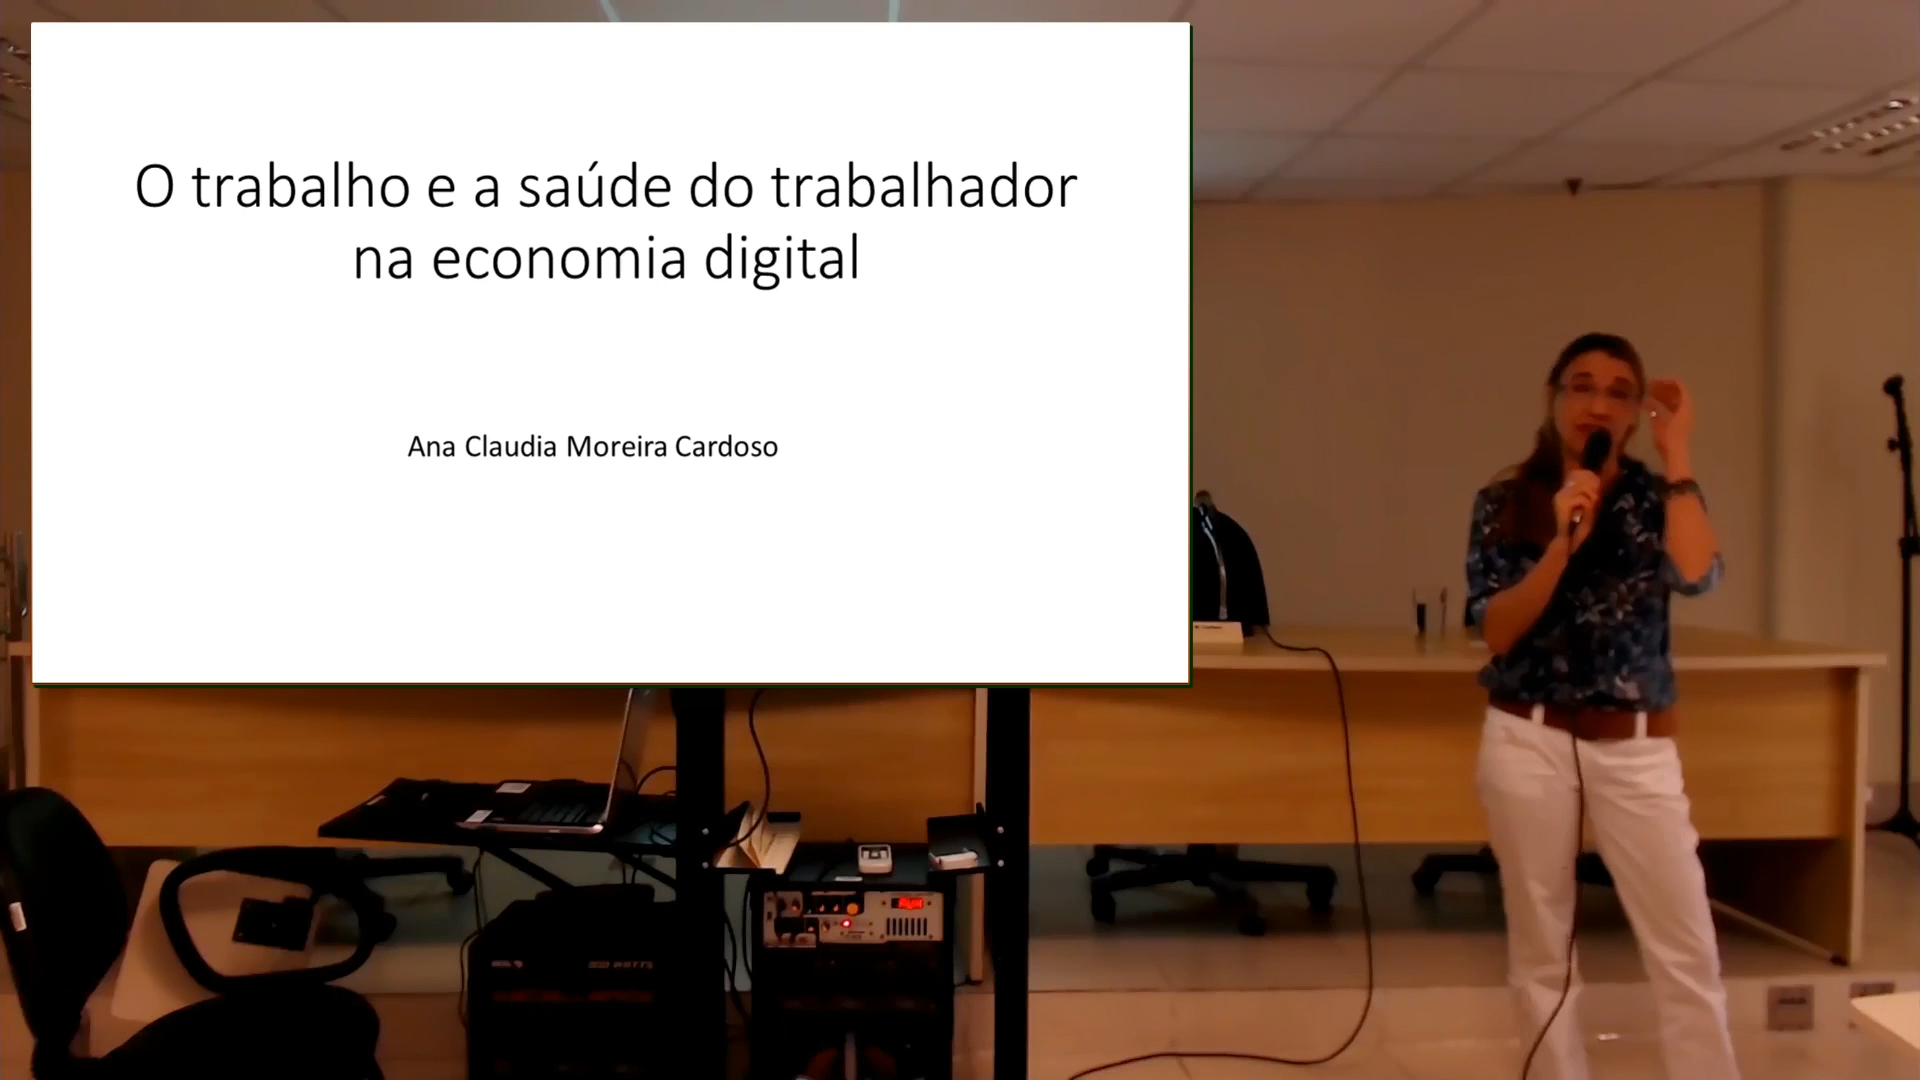 O trabalho e a saúde do trabalhador
na economia digital
Ana Claudia Moreira Cardoso